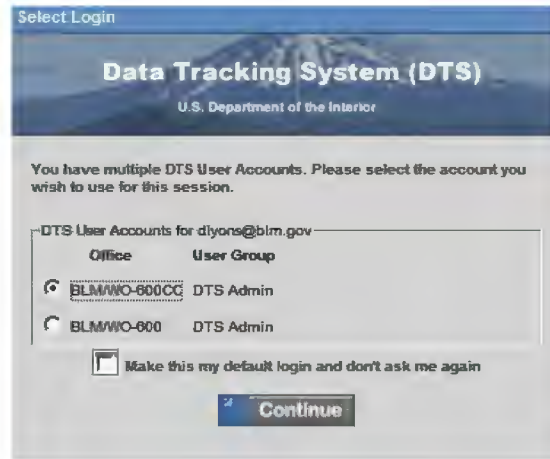 Select Login
Data Tracking System (DTS)
U.S. Department of the Interior
You have multiple DTS User Accounts. Please select the account you
wish to use for this session.
DTS User Accounts for dlyons@blm.gov
Office User Group
BLM/WO-600CC DTS Admin
BLM/WO-600 DTS Admin
Make this my default login and don't ask me again
Continue